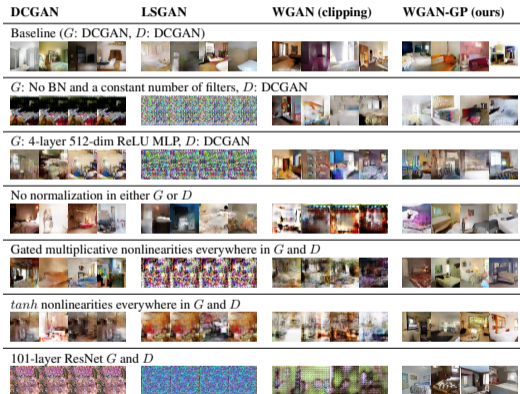 DCGAN LSGAN WGAN (clipping) WGAN-GP (ours)
Baseline (G: DCGAN, D: DCGAN)
G: No BN and a constant number of filters, D: DCGAN
G: 4-layer 512-dim ReLU MLP, D: DCGAN
No normalization in either G or D
Gated multiplicative nonlinearities everywhere in G and D
tanh nonlinearities everywhere in G and D
101-layer ResNet G and D